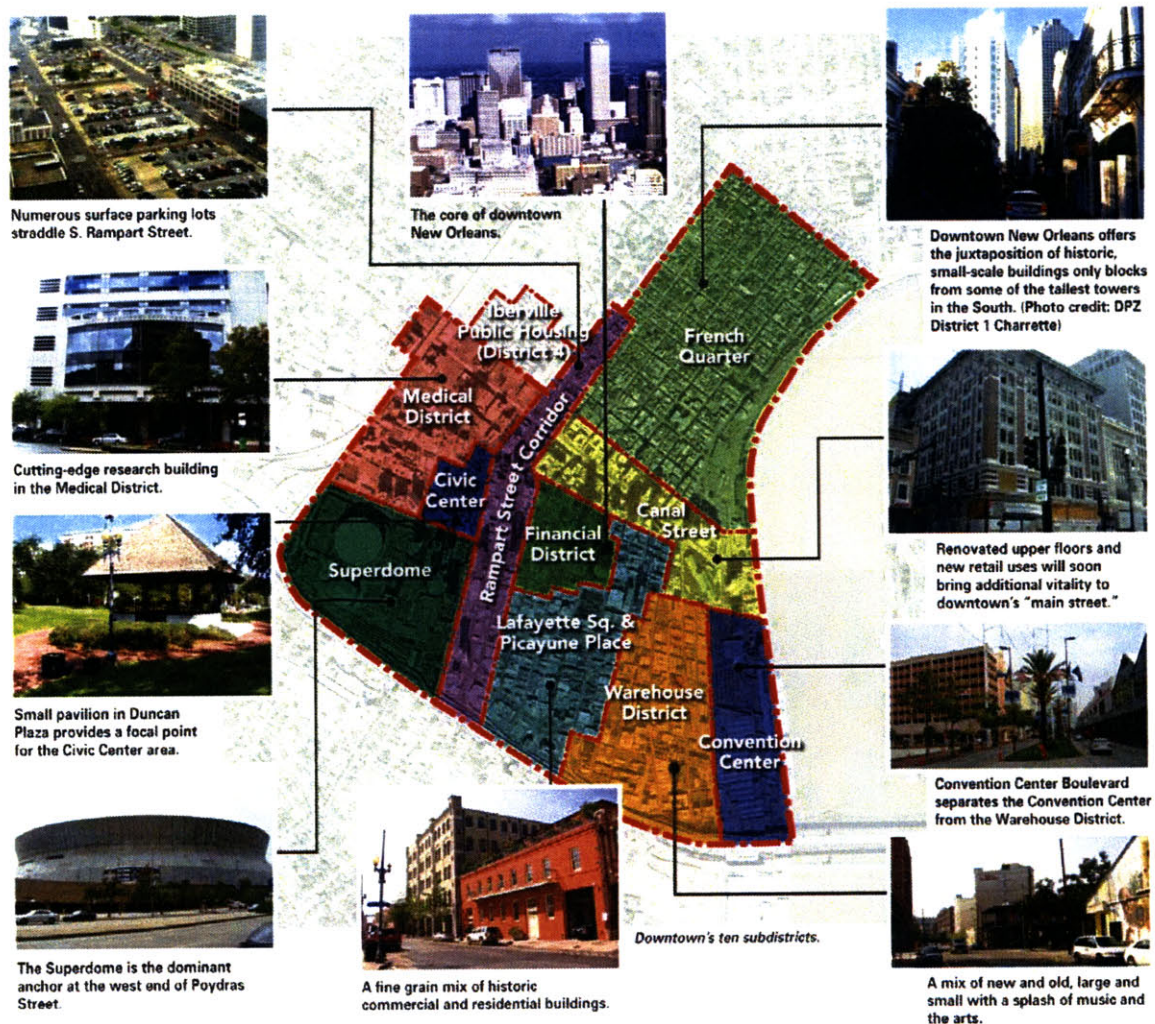 Numerous surface parking lots
straddle S. Rampart Street.
The core of downtown
New Orleans.
Downtown New Orleans offers
the juxtaposition of historic,
small-scale buildings only blocks
from some of the tallest towers
in the South. (Photo credit: DPZ
District 1 Charrette)
Cutting-edge research building
in the Medical District.
Iberville
Public Housing
(District 4)
French
Quarter
Medical
District
Rampart Street Corridor
Civic
Center
Canal
Street
Financial
District
Superdome
Lafayette Sq. &
Picayune Place
Warehouse
District
Convention
Center
Renovated upper floors and
new retail uses will soon
bring additional vitality to
downtown's "main street."
Small pavilion in Duncan
Plaza provides a focal point
for the Civic Center area.
Convention Center Boulevard
separates the Convention Center
from the Warehouse District.
The Superdome is the dominant
anchor at the west end of Poydras
Street.
A fine grain mix of historic
commercial and residential buildings.
Downtown's ten subdistricts.
A mix of new and old, large and
small with a splash of music and
the arts.